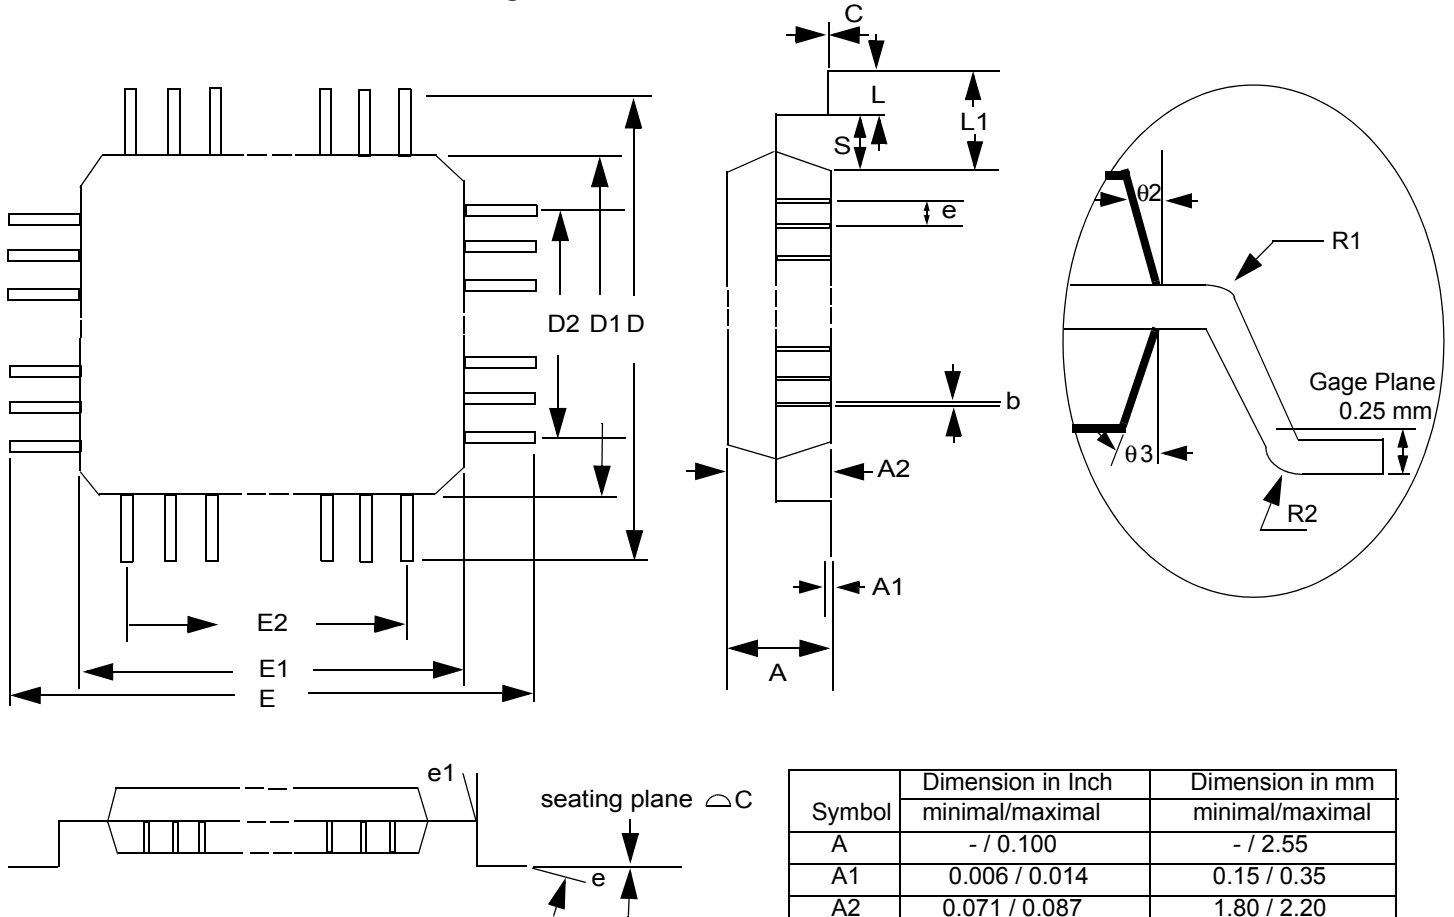 C
L
L1
S
e
b
A2
A1
A
D2 D1 D
E2
E1
E
θ2
R1
Gage Plane
0.25 mm
θ3
R2
e1
seating plane ⌓ C
e
Symbol Dimension in Inch Dimension in mm
minimal/maximal minimal/maximal
A - / 0.100 - / 2.55
A1 0.006 / 0.014 0.15 / 0.35
A2 0.071 / 0.087 1.80 / 2.20